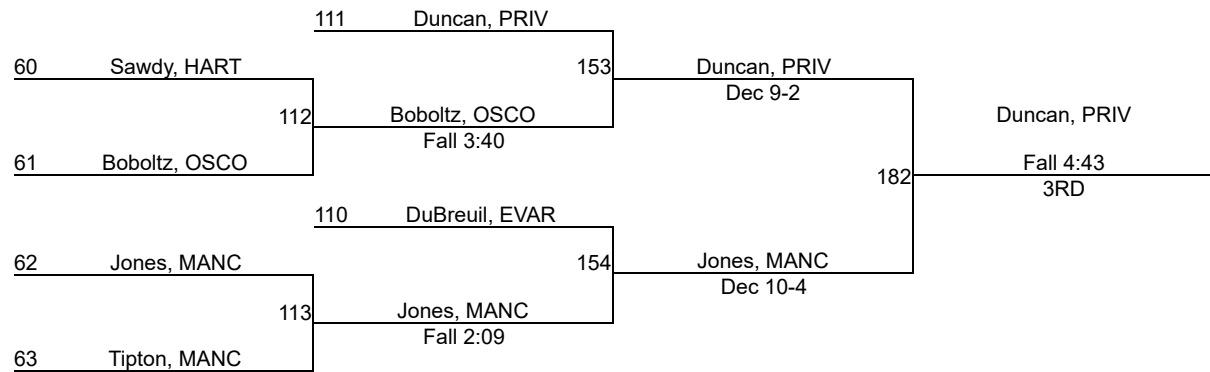 111 Duncan, PRIV
60 Sawdy, HART
153 Duncan, PRIV
Dec 9-2
112 Boboltz, OSCO
Fall 3:40
Duncan, PRIV
61 Boboltz, OSCO
Fall 4:43
182
3RD
110 DuBreuil, EVAR
62 Jones, MANC
154 Jones, MANC
Dec 10-4
113 Jones, MANC
Fall 2:09
63 Tipton, MANC